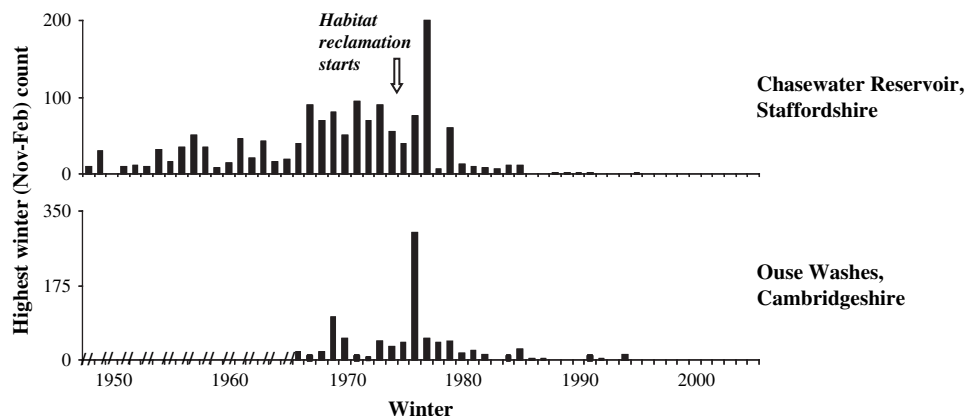 Highest winter (Nov-Feb) count
200
100
0
Habitat
reclamation
starts
Chasewater Reservoir,
Staffordshire
350
175
0
Ouse Washes,
Cambridgeshire
1950 1960 1970 1980 1990 2000
Winter